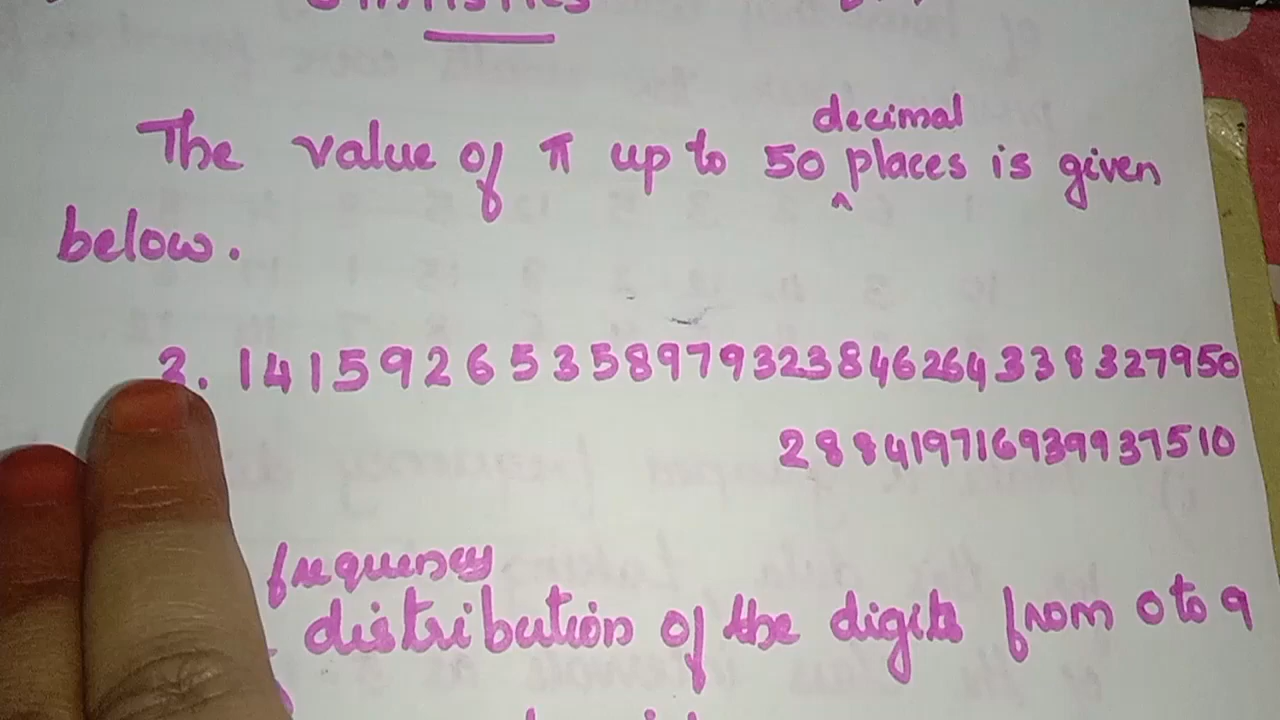 Statistics
The value of π up to 50 decimal places is given
below.
3.14159265358979323846264338327950
288419716939937510
frequency
distribution of the digits from 0 to 9